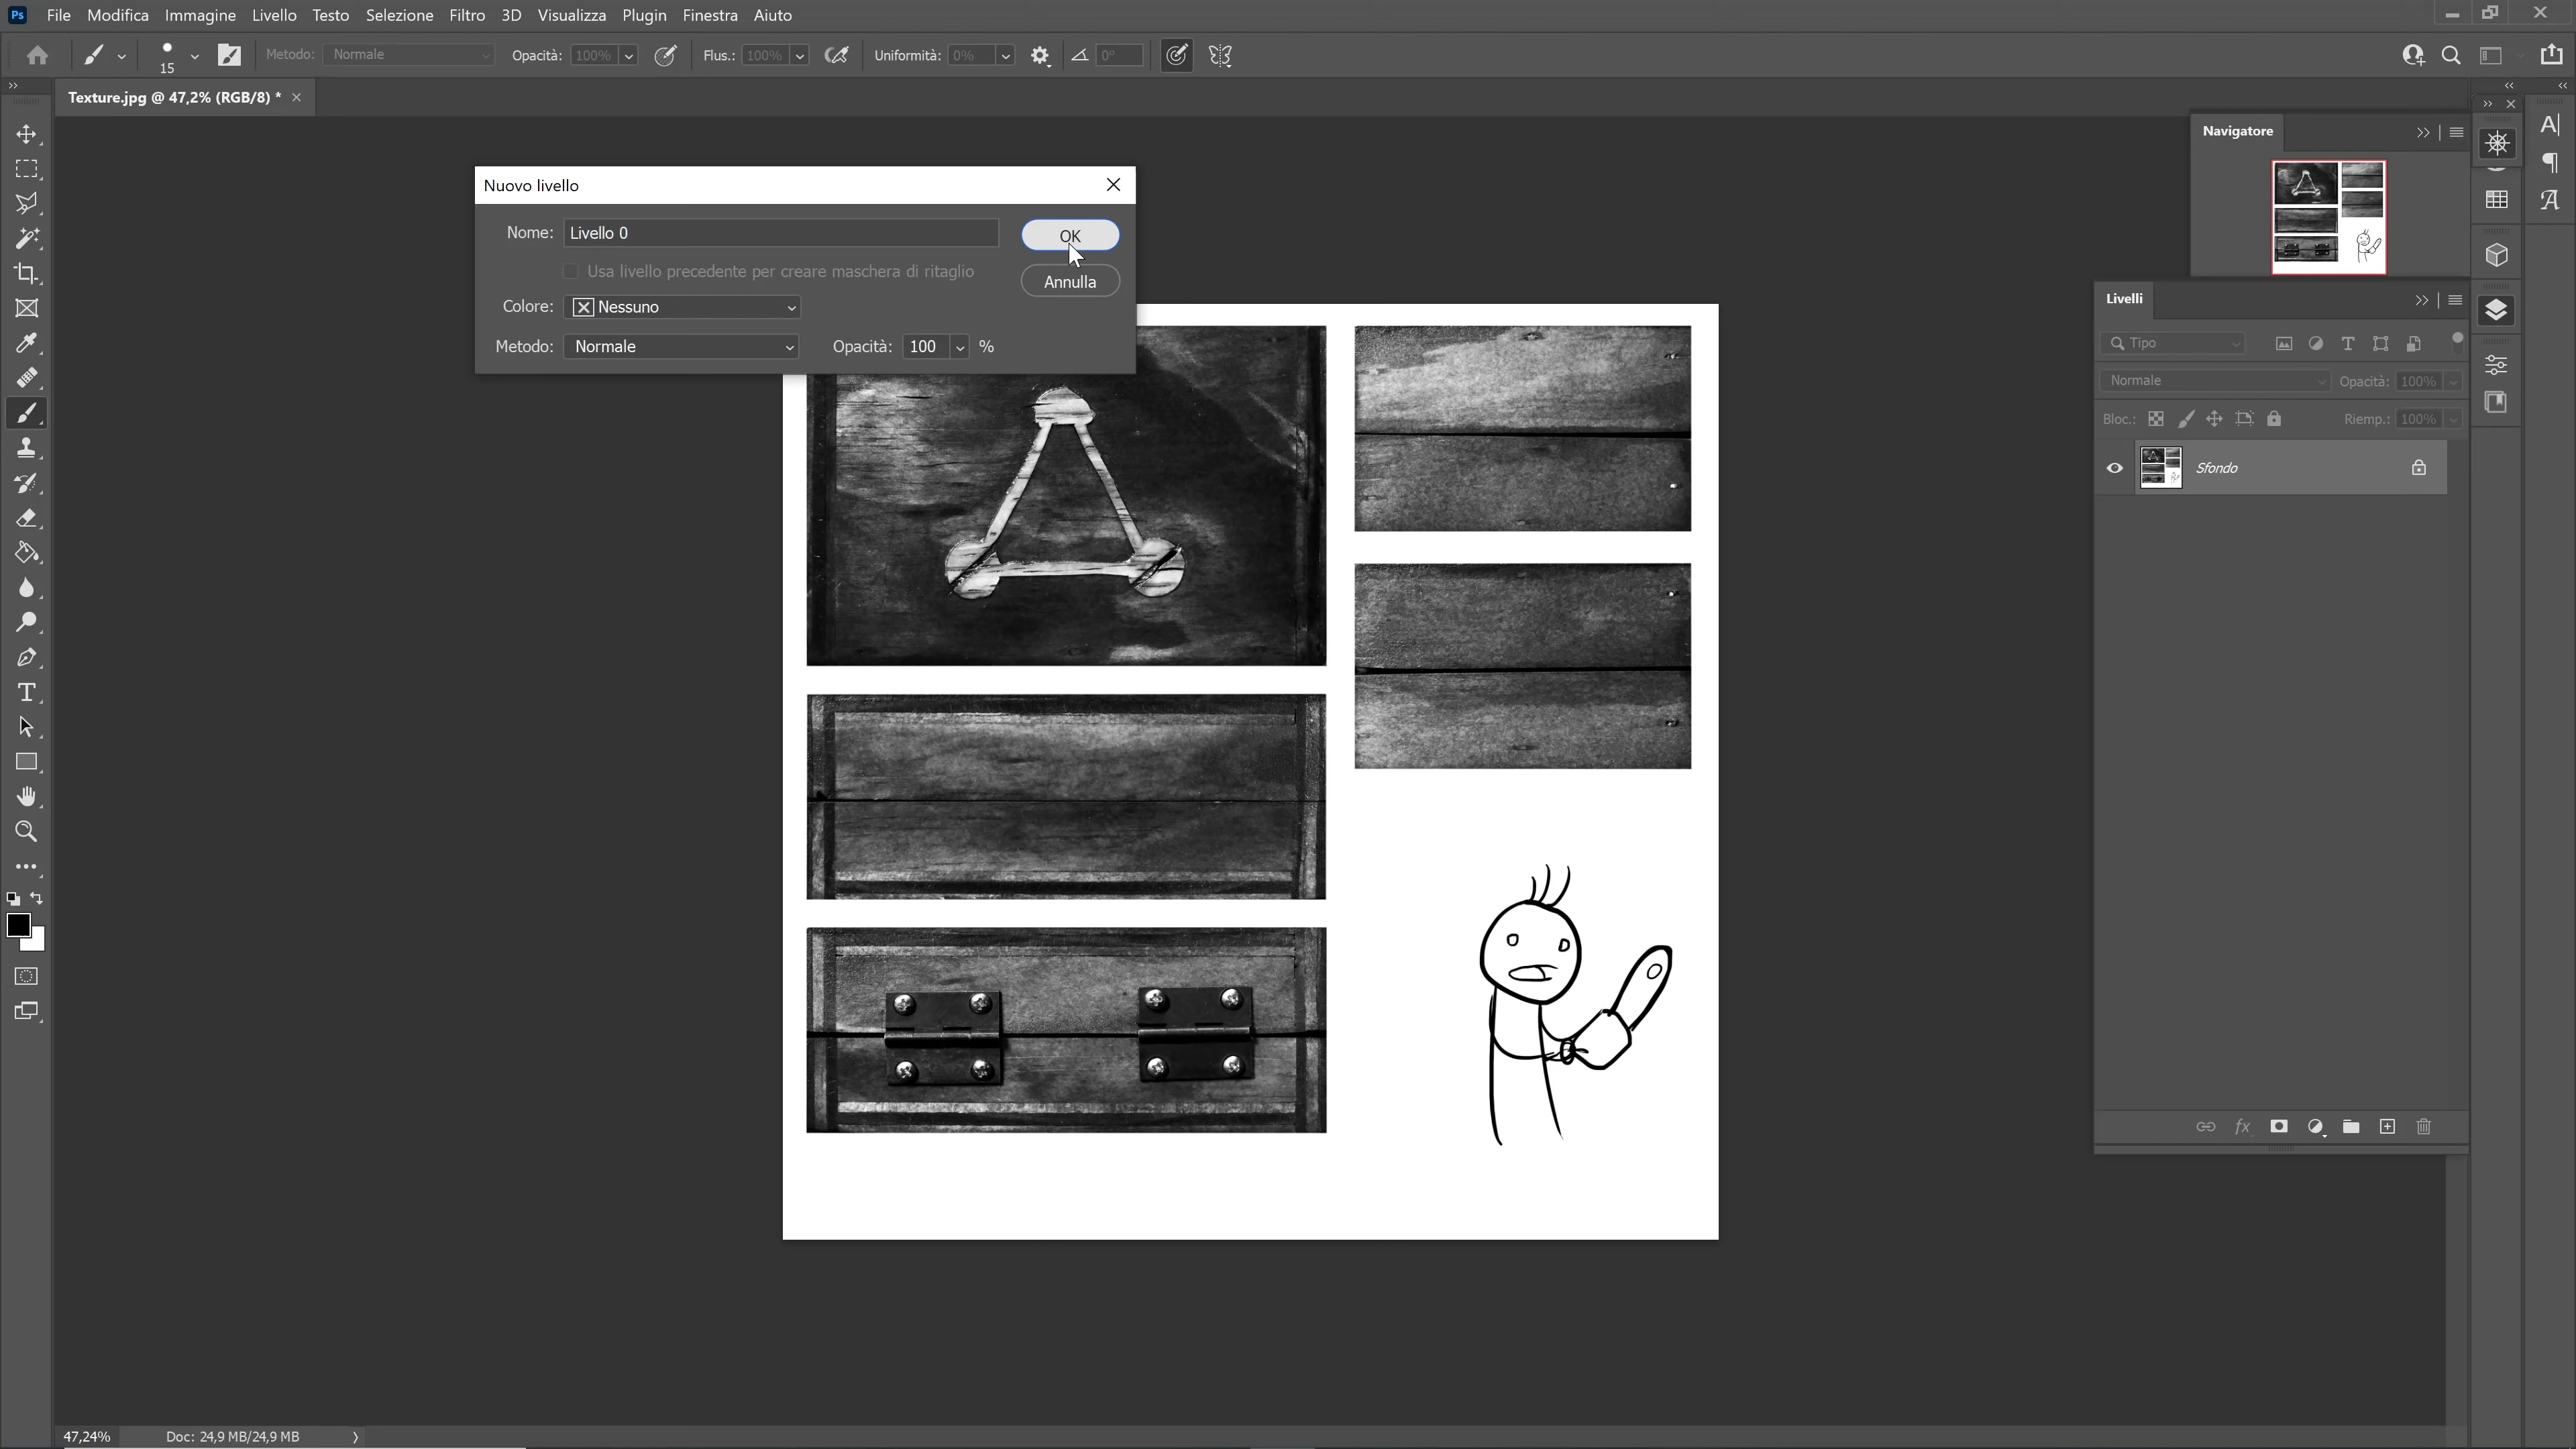 Ps File Modifica Immagine Livello Testo Selezione Filtro 3D Visualizza Plugin Finestra Aiuto
15 Metodo: Normale Opacità: 100% Flus.: 100% Uniformità: 0% 0°
Texture.jpg @ 47,2% (RGB/8) *
Navigatore
Nuovo livello
Nome: Livello 0 OK
Usa livello precedente per creare maschera di ritaglio
Annulla
Colore: Nessuno
Metodo: Normale Opacità: 100 %
Livelli
Tipo
Normale Opacità: 100%
Bloc.: Riemp.: 100%
Sfondo
fx
47,24% Doc: 24,9 MB/24,9 MB